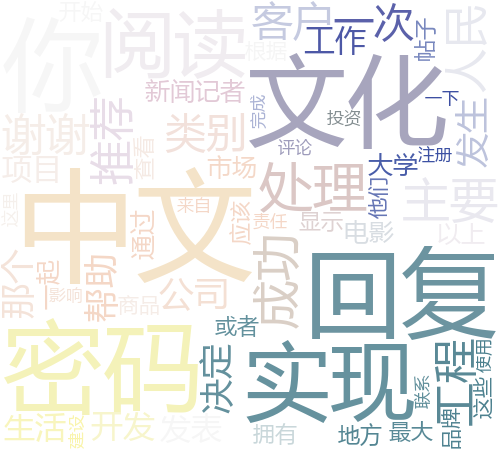 开始
你
阅读
客户
一次
人民
工作
帖子
根据
文化
新闻记者
一下
谢谢
推荐
类别
完成
投资
发生
查看
评论
注册
项目
市场
处理
大学
中文
他们
主要
这里
来自
应该
责任
显示
电影
以上
通过
成功
那个
一起
帮助
影响
商品
公司
回复
密码
或者
实现
工程
使用
决定
联系
这些
生活
建设
开发
发表
拥有
地方
最大
品牌